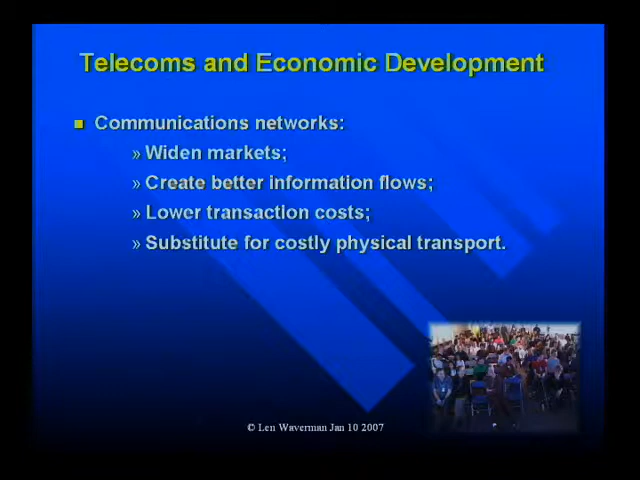 Telecoms and Economic Development
Communications networks:
» Widen markets;
» Create better information flows;
» Lower transaction costs;
» Substitute for costly physical transport.
© Len Waverman Jan 10 2007